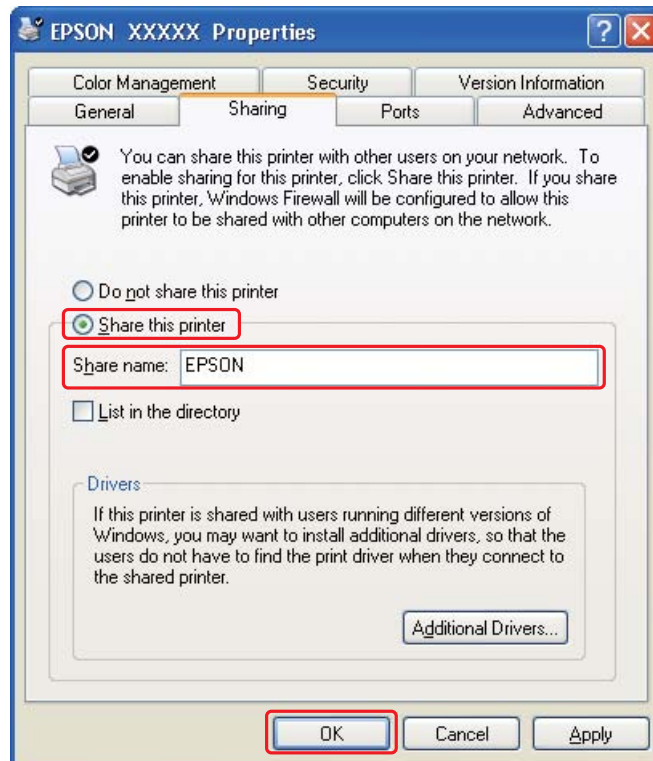 EPSON XXXXX Properties
?
Color Management Security Version Information
General Sharing Ports Advanced
You can share this printer with other users on your network. To
enable sharing for this printer, click Share this printer. If you share
this printer, Windows Firewall will be configured to allow this
printer to be shared with other computers on the network.
Do not share this printer
Share this printer
Share name: EPSON
List in the directory
Drivers
If this printer is shared with users running different versions of
Windows, you may want to install additional drivers, so that the
users do not have to find the print driver when they connect to
the shared printer.
Additional Drivers...
OK Cancel Apply